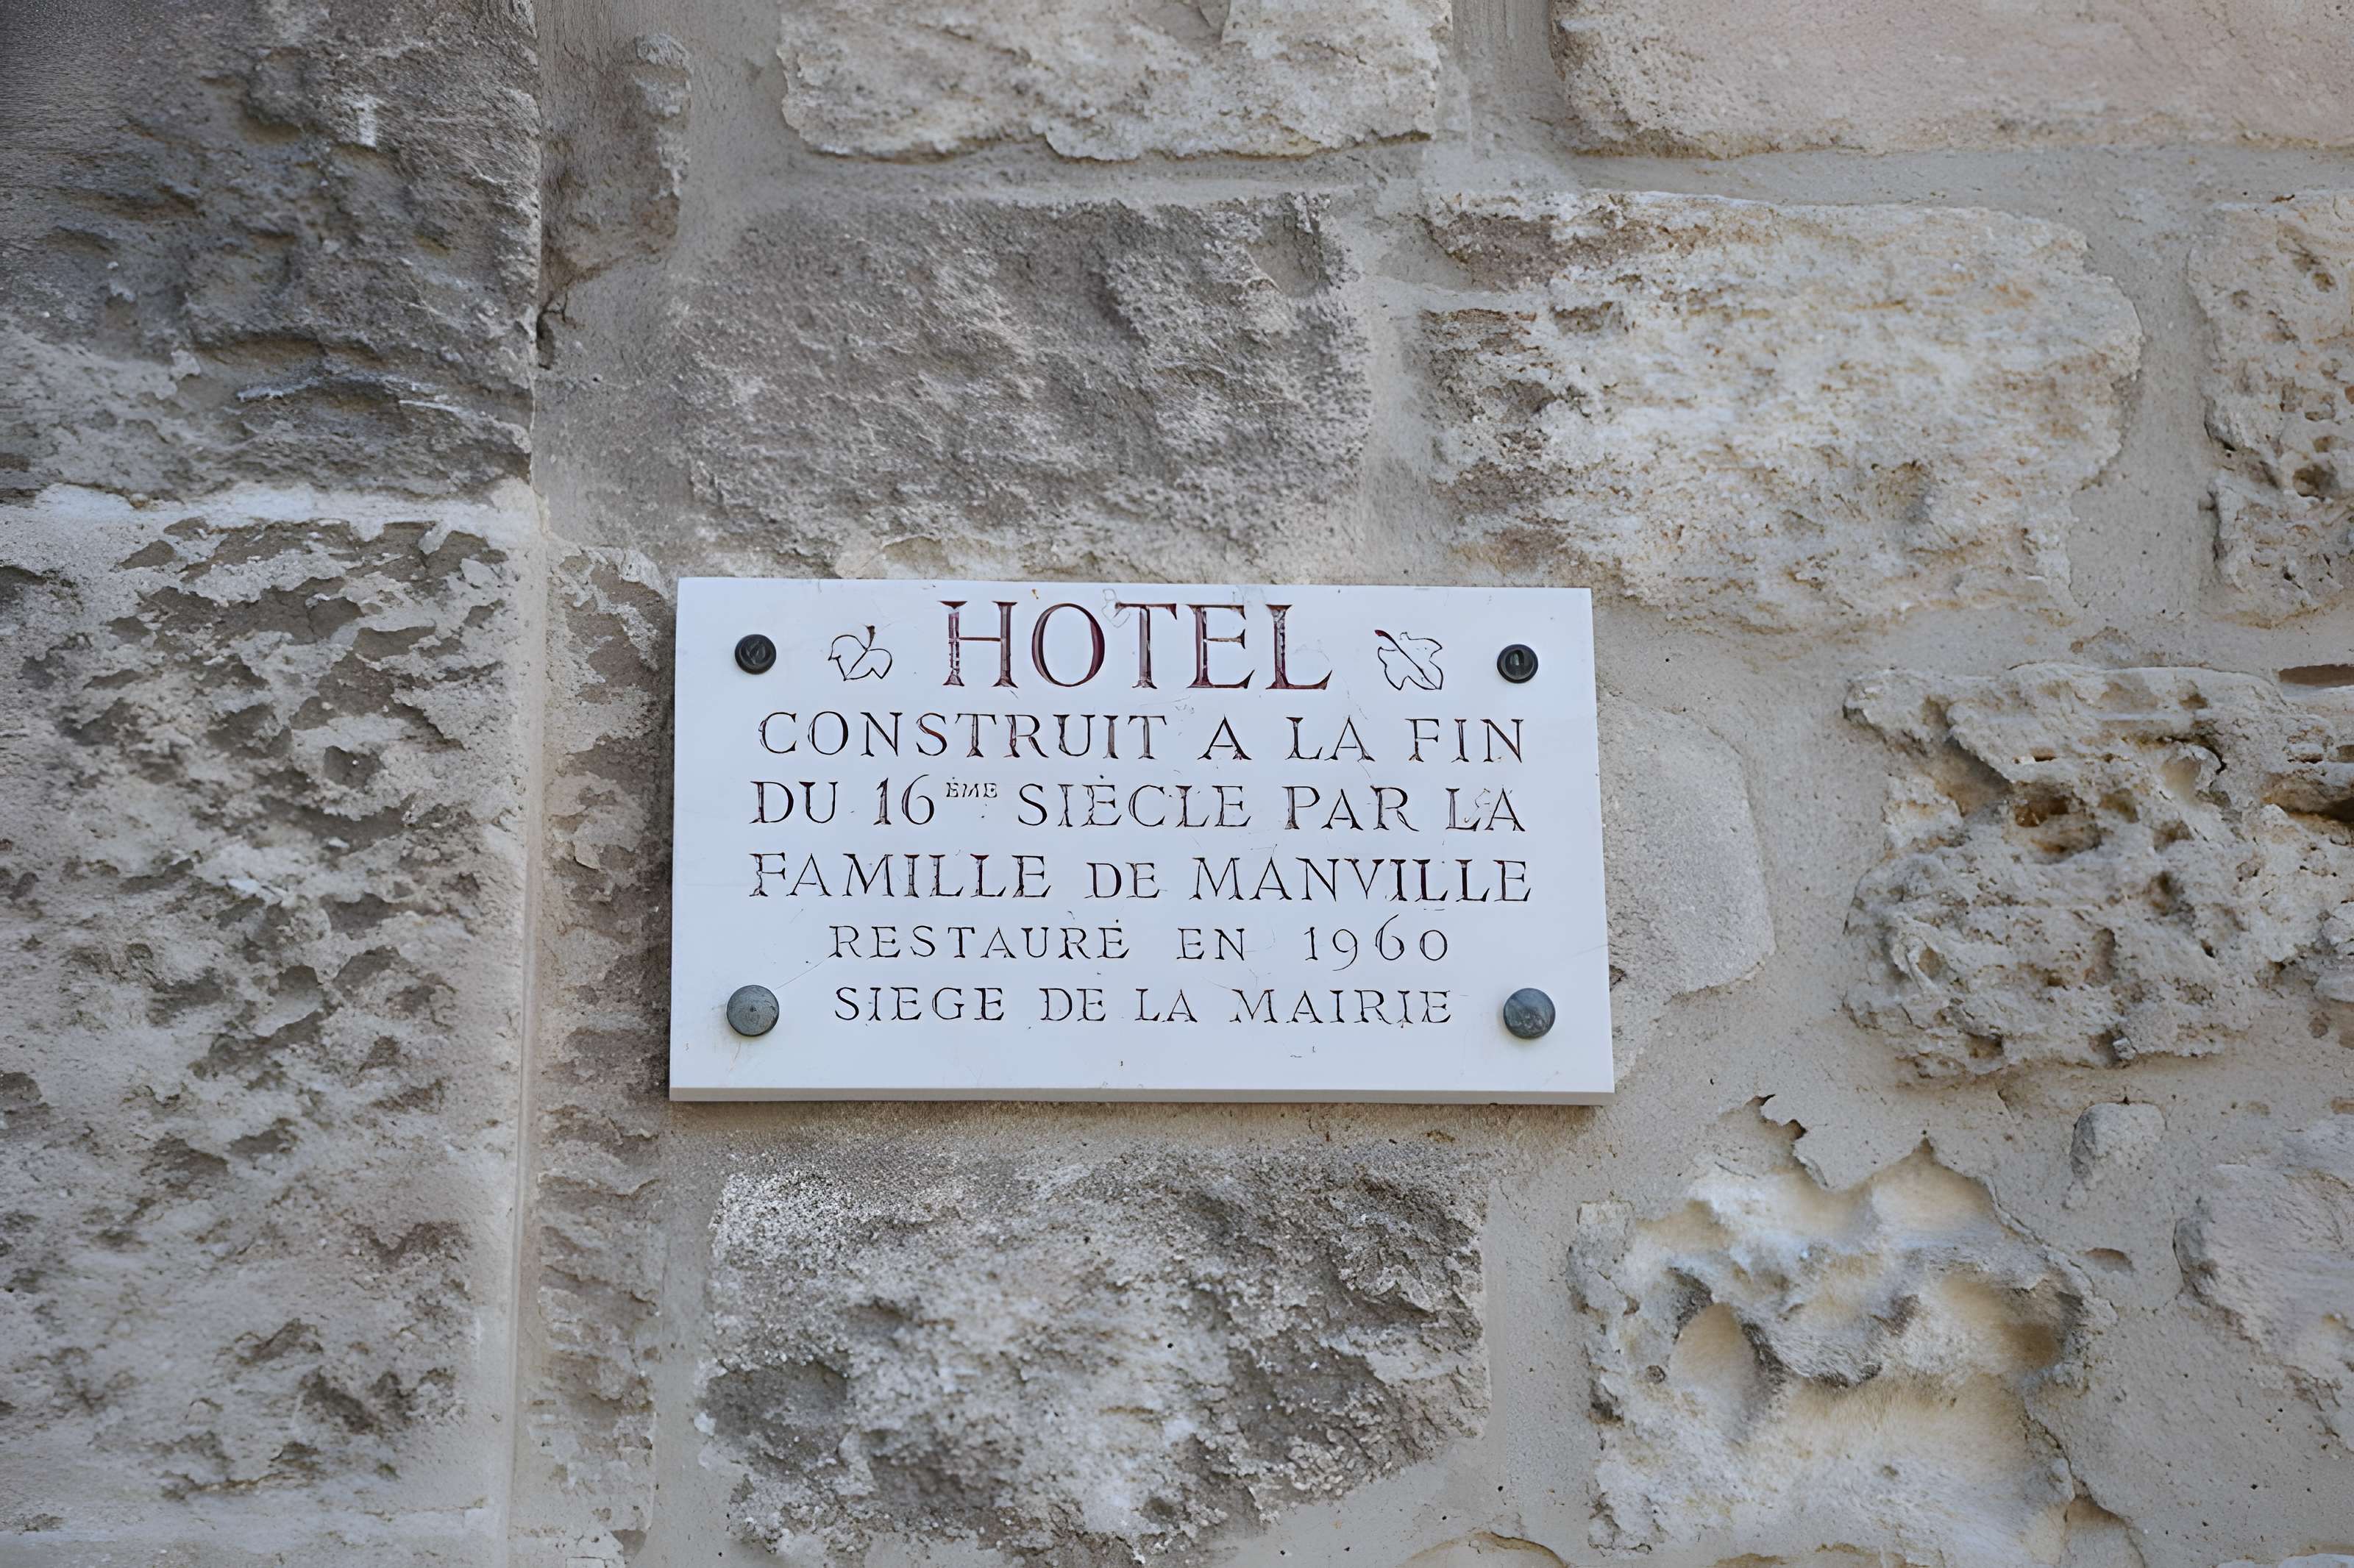 HOTEL
CONSTRUIT A LA FIN
DU 16ÈME SIÈCLE PAR LA
FAMILLE DE MANVILLE
RESTAURÉ EN 1960
SIEGE DE LA MAIRIE